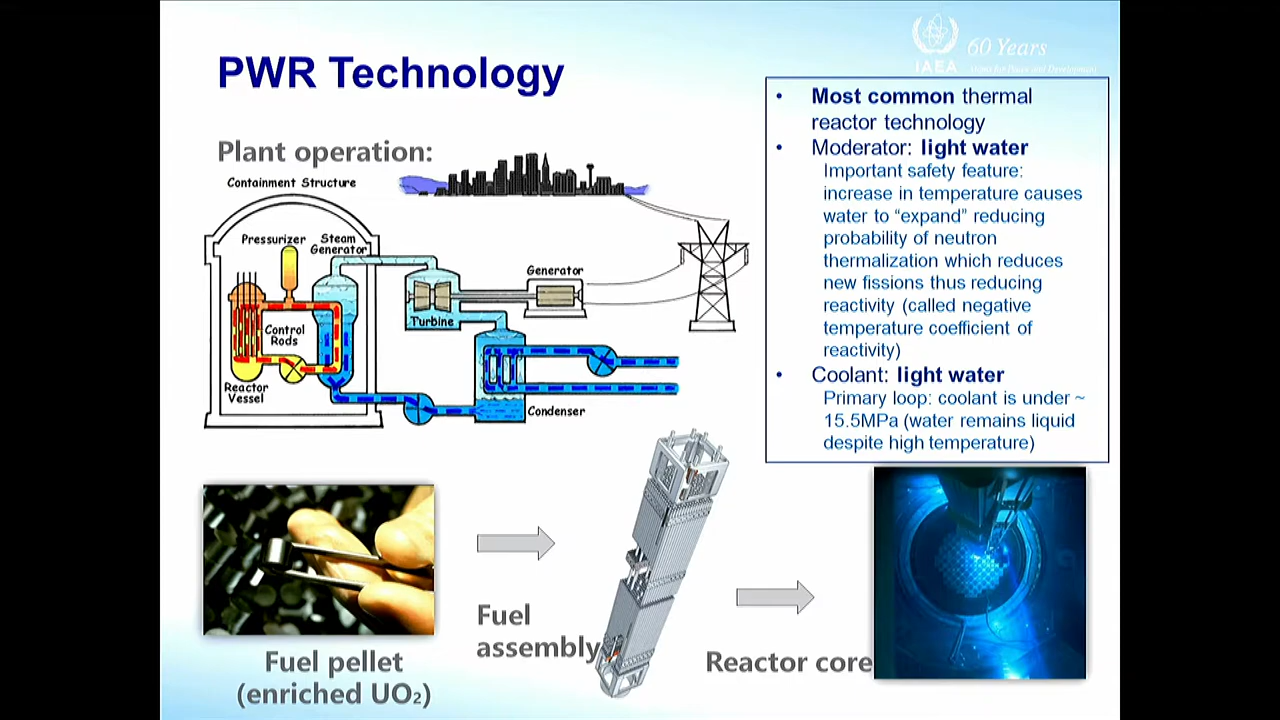 PWR Technology
60 Years
IAEA
Plant operation:
Containment Structure
Pressurizer
Steam
Generator
Control
Rods
Reactor
Vessel
Turbine
Generator
Condenser
• Most common thermal
reactor technology
• Moderator: light water
Important safety feature:
increase in temperature causes
water to “expand” reducing
probability of neutron
thermalization which reduces
new fissions thus reducing
reactivity (called negative
temperature coefficient of
reactivity)
• Coolant: light water
Primary loop: coolant is under ~
15.5MPa (water remains liquid
despite high temperature)
Fuel pellet
(enriched UO₂)
Fuel
assembly
Reactor core